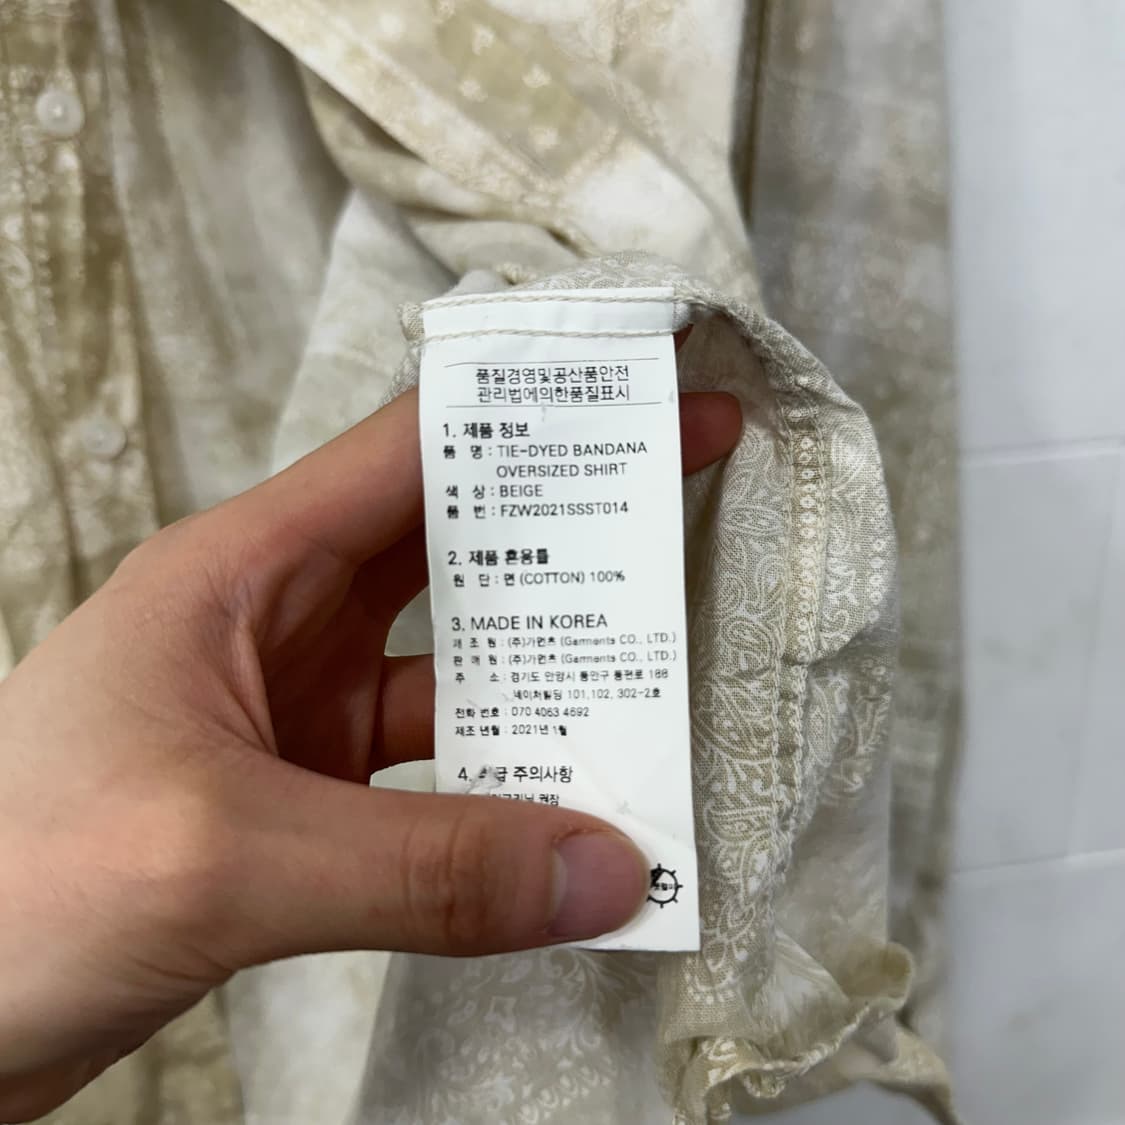 품질경영및공산품안전
관리법에의한품질표시
1. 제품 정보
품 명 : TIE-DYED BANDANA
OVERSIZED SHIRT
색 상 : BEIGE
품 번 : FZW2021SSST014
2. 제품 혼용률
원 단 : 면 (COTTON) 100%
3. MADE IN KOREA
제 조 원 : (주)가먼츠 (Garments CO., LTD.)
판 매 원 : (주)가먼츠 (Garments CO., LTD.)
주 소 : 경기도 안양시 동안구 동편로 188
네이처빌딩 101,102, 302-2호
전화 번호 : 070 4063 4692
제조 년월 : 2021년 1월
4. 취급 주의사항
권장